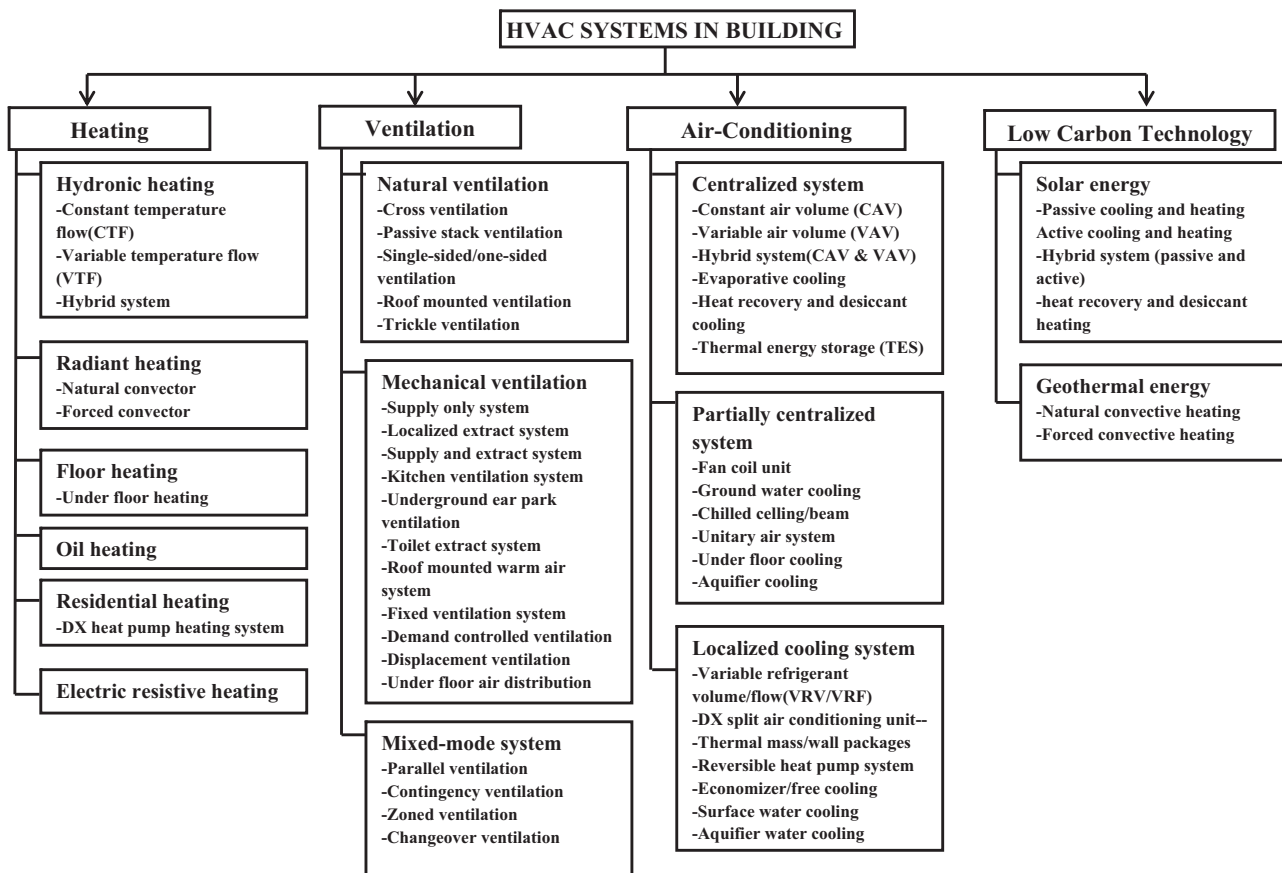 HVAC SYSTEMS IN BUILDING
Heating
Hydronic heating
-Constant temperature
flow(CTF)
-Variable temperature flow
(VTF)
-Hybrid system
Radiant heating
-Natural convector
-Forced convector
Floor heating
-Under floor heating
Oil heating
Residential heating
-DX heat pump heating system
Electric resistive heating
Ventilation
Natural ventilation
-Cross ventilation
-Passive stack ventilation
-Single-sided/one-sided
ventilation
-Roof mounted ventilation
-Trickle ventilation
Mechanical ventilation
-Supply only system
-Localized extract system
-Supply and extract system
-Kitchen ventilation system
-Underground ear park
ventilation
-Toilet extract system
-Roof mounted warm air
system
-Fixed ventilation system
-Demand controlled ventilation
-Displacement ventilation
-Under floor air distribution
Mixed-mode system
-Parallel ventilation
-Contingency ventilation
-Zoned ventilation
-Changeover ventilation
Air-Conditioning
Centralized system
-Constant air volume (CAV)
-Variable air volume (VAV)
-Hybrid system(CAV & VAV)
-Evaporative cooling
-Heat recovery and desiccant
cooling
-Thermal energy storage (TES)
Partially centralized
system
-Fan coil unit
-Ground water cooling
-Chilled celling/beam
-Unitary air system
-Under floor cooling
-Aquifier cooling
Localized cooling system
-Variable refrigerant
volume/flow(VRV/VRF)
-DX split air conditioning unit--
-Thermal mass/wall packages
-Reversible heat pump system
-Economizer/free cooling
-Surface water cooling
-Aquifier water cooling
Low Carbon Technology
Solar energy
-Passive cooling and heating
Active cooling and heating
-Hybrid system (passive and
active)
-heat recovery and desiccant
heating
Geothermal energy
-Natural convective heating
-Forced convective heating